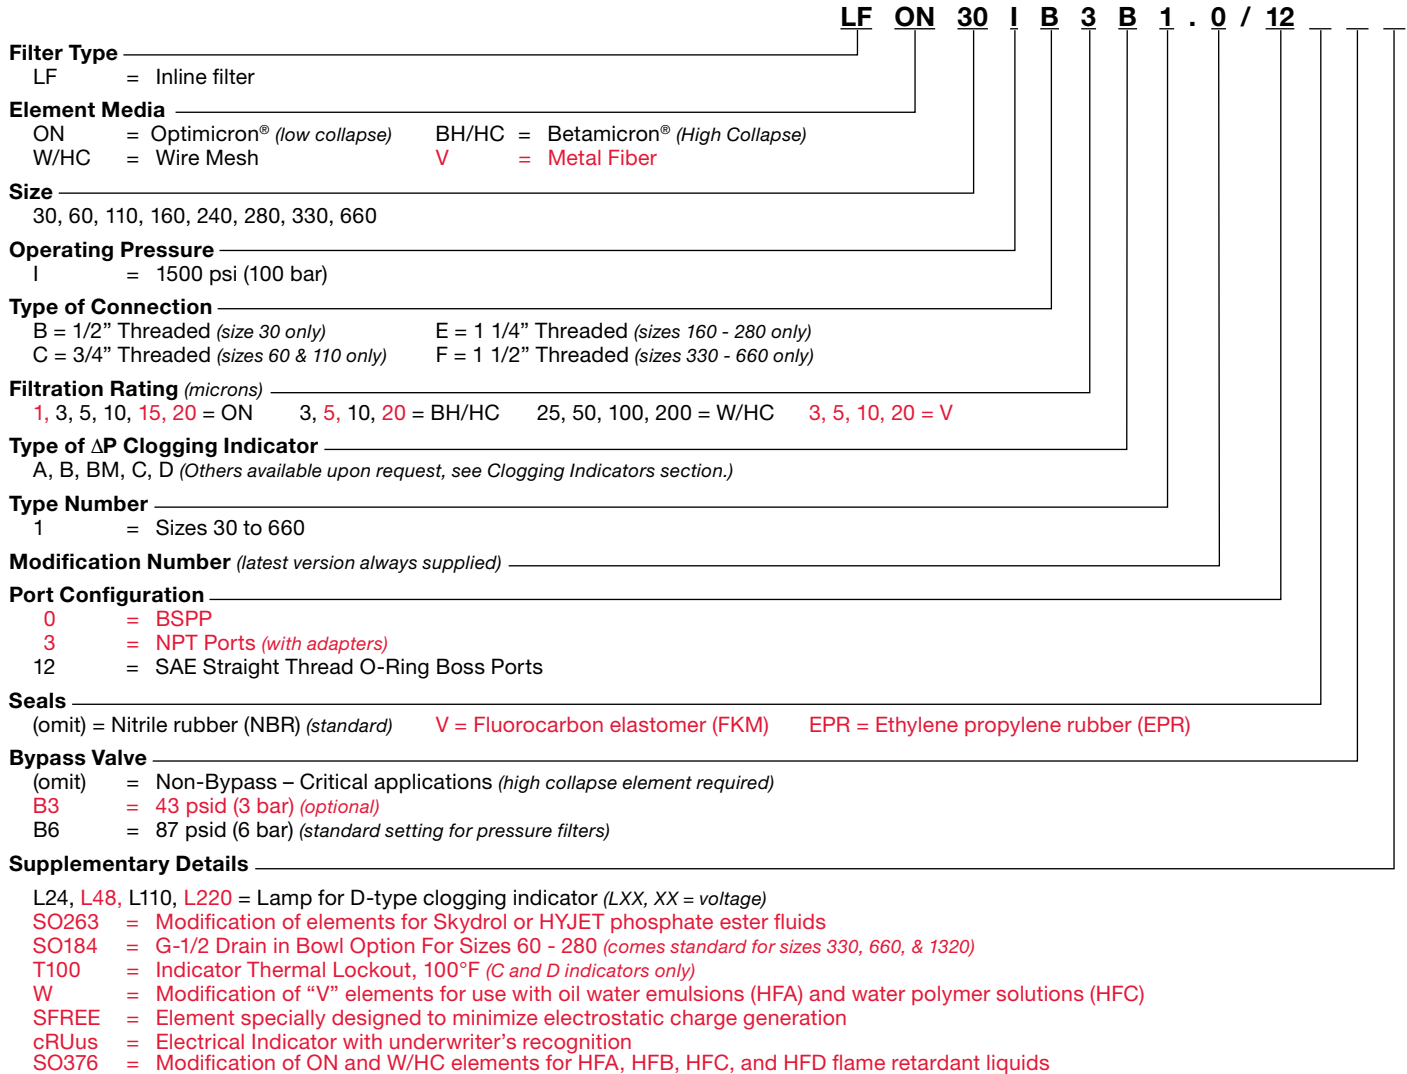 LF ON 30 I B 3 B 1 . 0 / 12 _ _ _
Filter Type
LF = Inline filter
Element Media
ON = Optimicron® (low collapse) BH/HC = Betamicron® (High Collapse)
W/HC = Wire Mesh V = Metal Fiber
Size
30, 60, 110, 160, 240, 280, 330, 660
Operating Pressure
I = 1500 psi (100 bar)
Type of Connection
B = 1/2” Threaded (size 30 only) E = 1 1/4” Threaded (sizes 160 - 280 only)
C = 3/4” Threaded (sizes 60 & 110 only) F = 1 1/2” Threaded (sizes 330 - 660 only)
Filtration Rating (microns)
1, 3, 5, 10, 15, 20 = ON 3, 5, 10, 20 = BH/HC 25, 50, 100, 200 = W/HC 3, 5, 10, 20 = V
Type of ∆P Clogging Indicator
A, B, BM, C, D (Others available upon request, see Clogging Indicators section.)
Type Number
1 = Sizes 30 to 660
Modification Number (latest version always supplied)
Port Configuration
0 = BSPP
3 = NPT Ports (with adapters)
12 = SAE Straight Thread O-Ring Boss Ports
Seals
(omit) = Nitrile rubber (NBR) (standard) V = Fluorocarbon elastomer (FKM) EPR = Ethylene propylene rubber (EPR)
Bypass Valve
(omit) = Non-Bypass – Critical applications (high collapse element required)
B3 = 43 psid (3 bar) (optional)
B6 = 87 psid (6 bar) (standard setting for pressure filters)
Supplementary Details
L24, L48, L110, L220 = Lamp for D-type clogging indicator (LXX, XX = voltage)
SO263 = Modification of elements for Skydrol or HYJET phosphate ester fluids
SO184 = G-1/2 Drain in Bowl Option For Sizes 60 - 280 (comes standard for sizes 330, 660, & 1320)
T100 = Indicator Thermal Lockout, 100°F (C and D indicators only)
W = Modification of “V” elements for use with oil water emulsions (HFA) and water polymer solutions (HFC)
SFREE = Element specially designed to minimize electrostatic charge generation
cRUus = Electrical Indicator with underwriter’s recognition
SO376 = Modification of ON and W/HC elements for HFA, HFB, HFC, and HFD flame retardant liquids